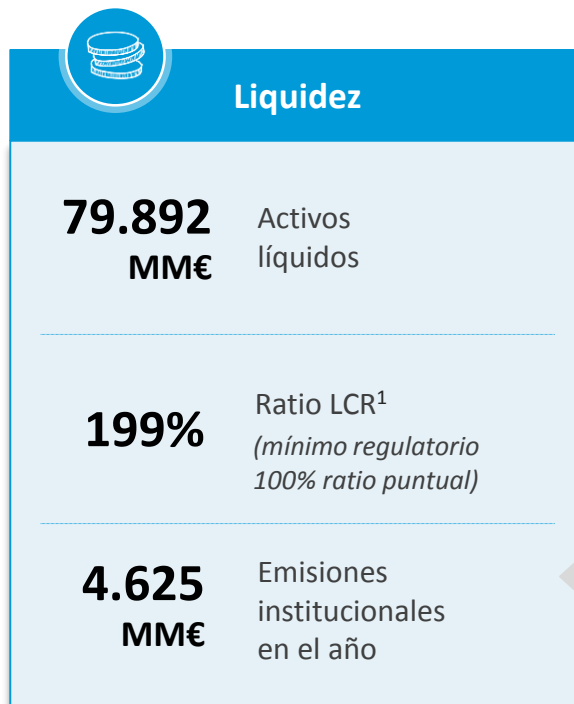 Liquidez
79.892
MM€
Activos
líquidos
199%
Ratio LCR1
(mínimo regulatorio
100% ratio puntual)
4.625
MM€
Emisiones
institucionales
en el año